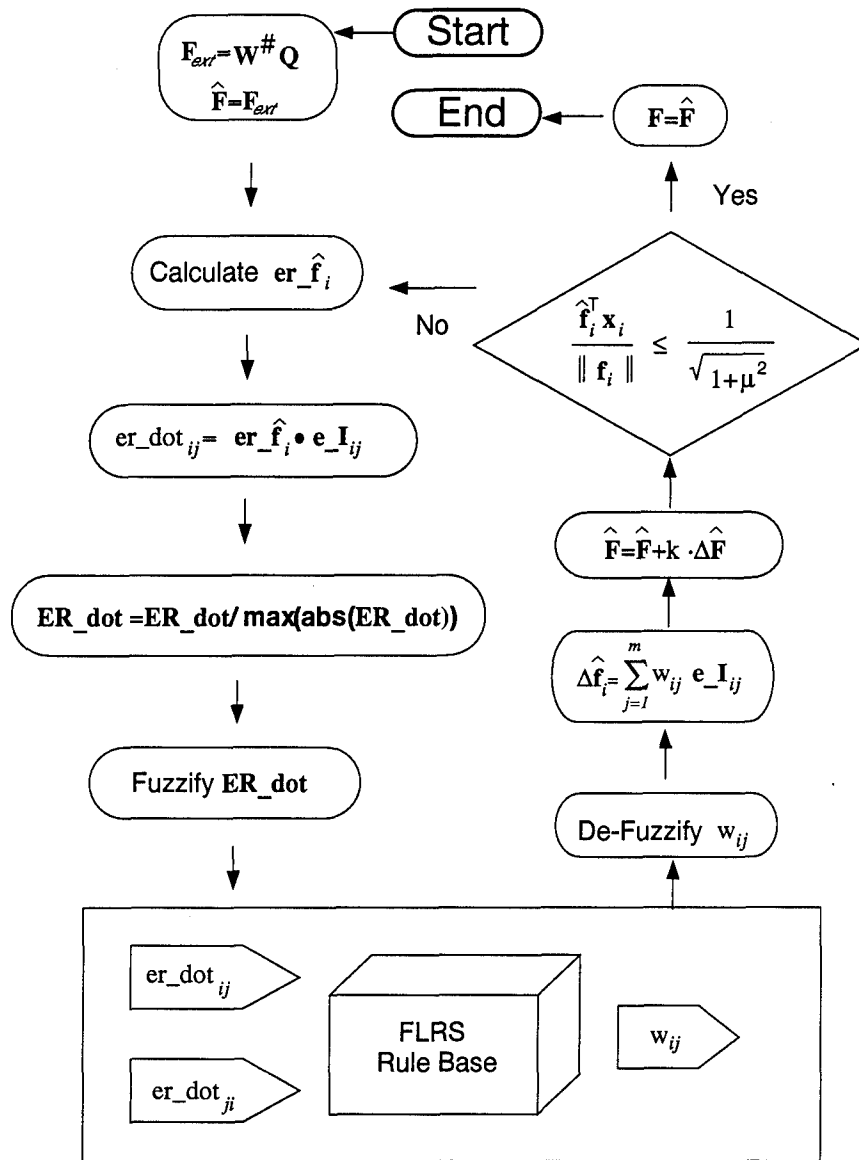 Start
F_ext = W^# Q
F̂=F_ext
End
F=F̂
Yes
Calculate er_f̂_i
No
f̂_i^T x_i / ‖ f_i ‖ ≤ 1 / √(1+μ²)
er_dot_ij = er_f̂_i • e_I_ij
F̂=F̂+k ·ΔF̂
ER_dot =ER_dot/ max(abs(ER_dot))
Δf̂_i= ∑_{j=1}^{m} w_ij e_I_ij
Fuzzify ER_dot
De-Fuzzify w_ij
er_dot_ij
FLRS
Rule Base
w_ij
er_dot_ji